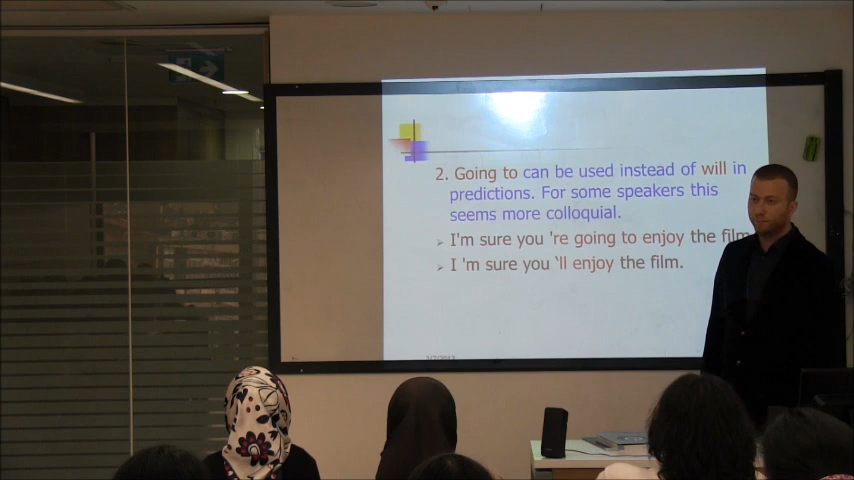 2. Going to can be used instead of will in
predictions. For some speakers this
seems more colloquial.
I'm sure you 're going to enjoy the film
I 'm sure you ‘ll enjoy the film.